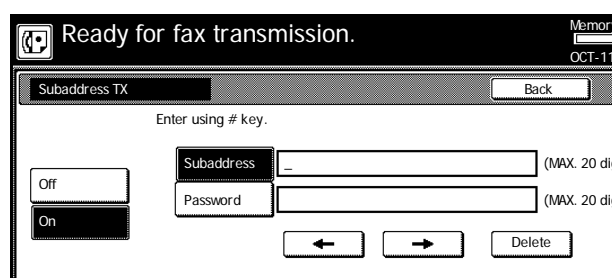 Ready for fax transmission.
Memor
OCT-11
Subaddress TX
Back
Enter using # key.
Subaddress _ (MAX. 20 di
Off
Password (MAX. 20 di
On
← → Delete